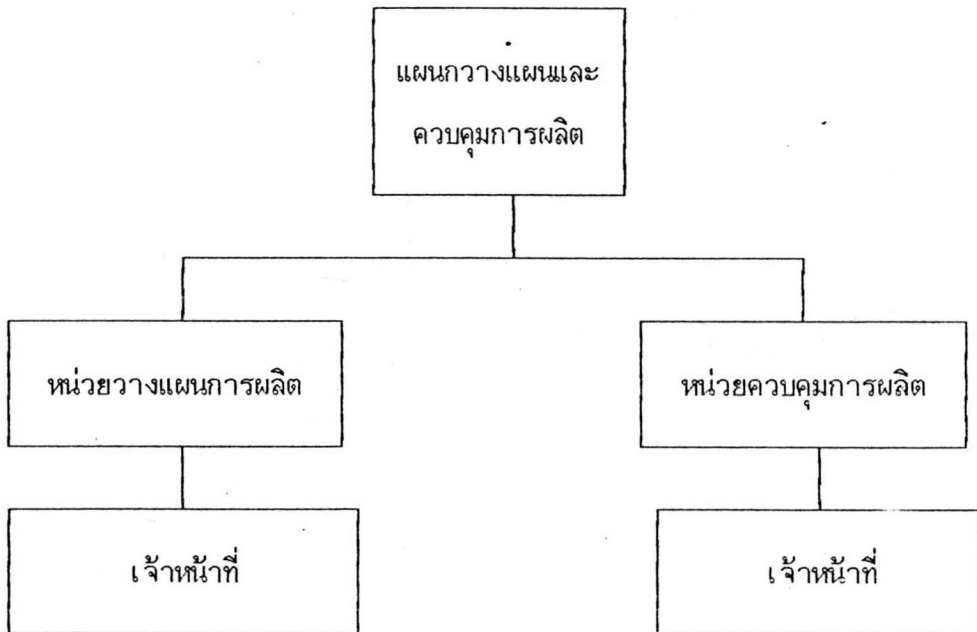 แผนกวางแผนและ
ควบคุมการผลิต
หน่วยวางแผนการผลิต
หน่วยควบคุมการผลิต
เจ้าหน้าที่
เจ้าหน้าที่